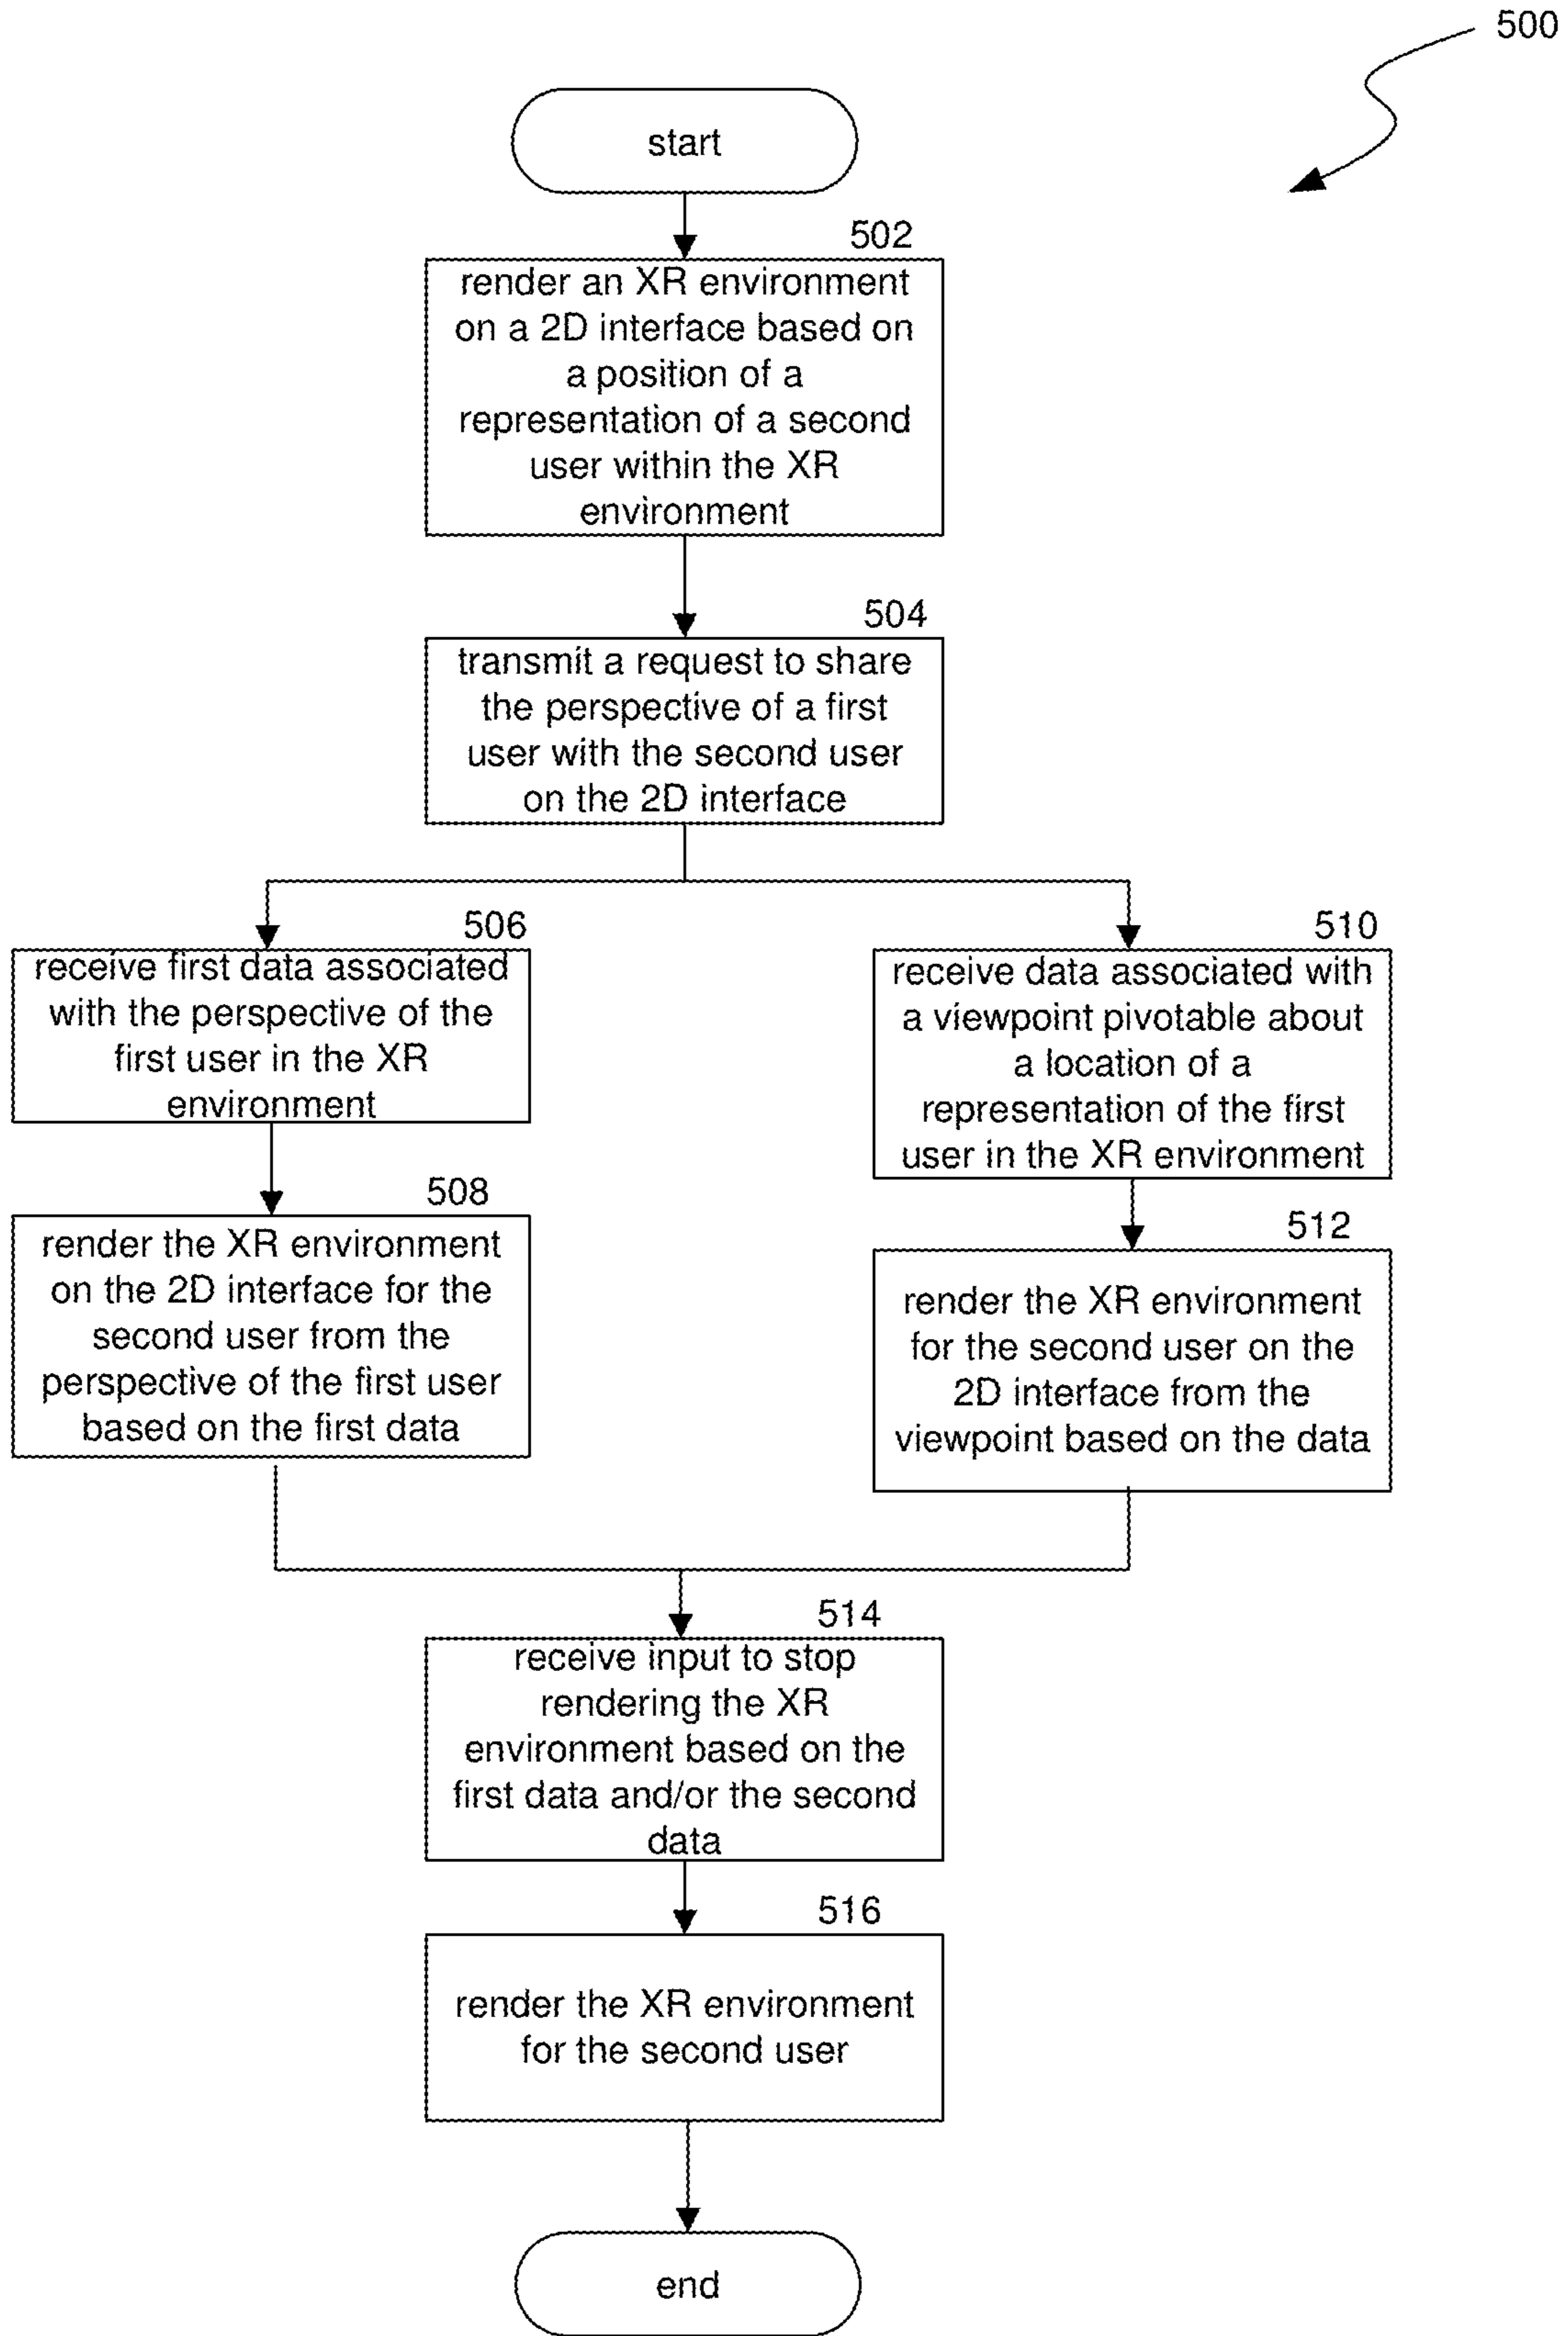 500
start
502
render an XR environment
on a 2D interface based on
a position of a
representation of a second
user within the XR
environment
504
transmit a request to share
the perspective of a first
user with the second user
on the 2D interface
506
receive first data associated
with the perspective of the
first user in the XR
environment
508
render the XR environment
on the 2D interface for the
second user from the
perspective of the first user
based on the first data
510
receive data associated with
a viewpoint pivotable about
a location of a
representation of the first
user in the XR environment
512
render the XR environment
for the second user on the
2D interface from the
viewpoint based on the data
514
receive input to stop
rendering the XR
environment based on the
first data and/or the second
data
516
render the XR environment
for the second user
end